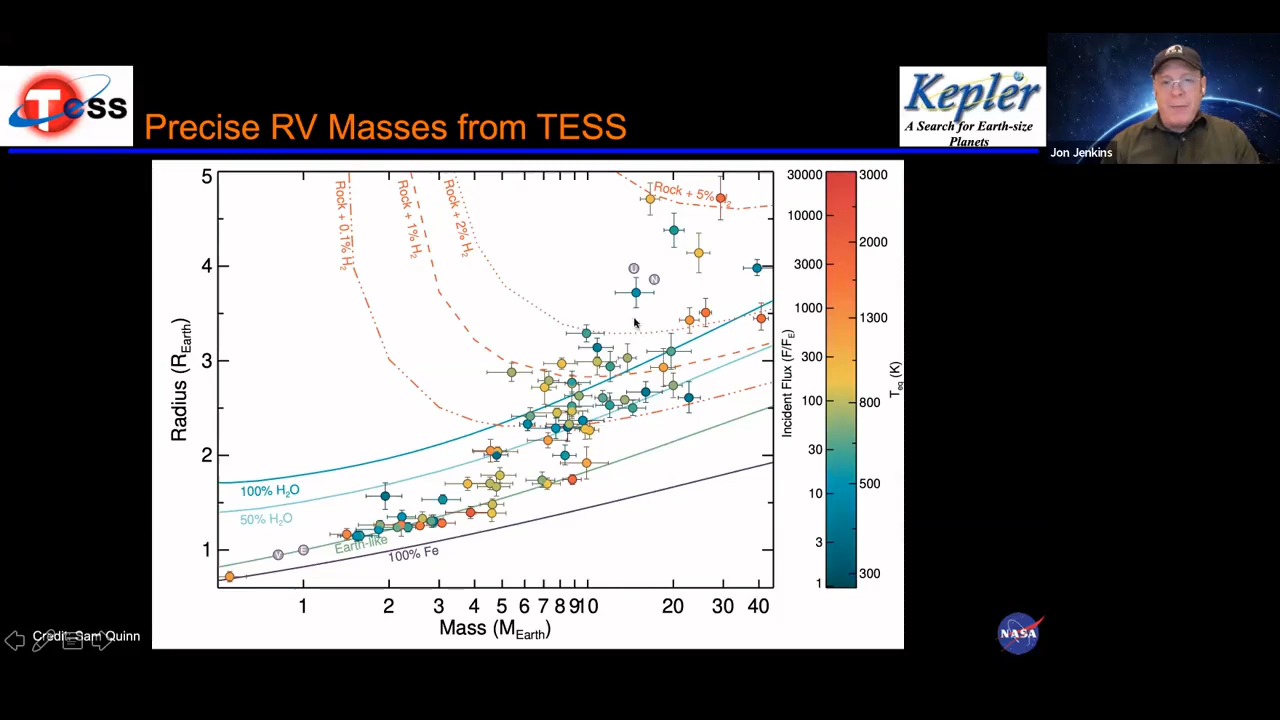 Tess
Precise RV Masses from TESS
Kepler
A Search for Earth-size
Planets
Jon Jenkins
5
4
3
2
1
Radius (REarth)
Rock + 0.1% H2
Rock + 1% H2
Rock + 2% H2
Rock + 5% H2
U
N
100% H2O
50% H2O
Earth-like
100% Fe
V
E
1 2 3 4 5 6 7 8 9 10 20 30 40
Mass (MEarth)
30000
10000
3000
1000
300
100
30
10
3
1
Incident Flux (F/FE)
3000
2000
1300
800
500
300
Teq (K)
Credit: Sam Quinn
NASA